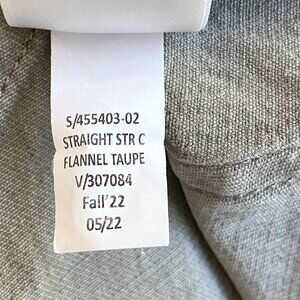 S/455403-02
STRAIGHT STR C
FLANNEL TAUPE
V/307084
Fall'22
05/22